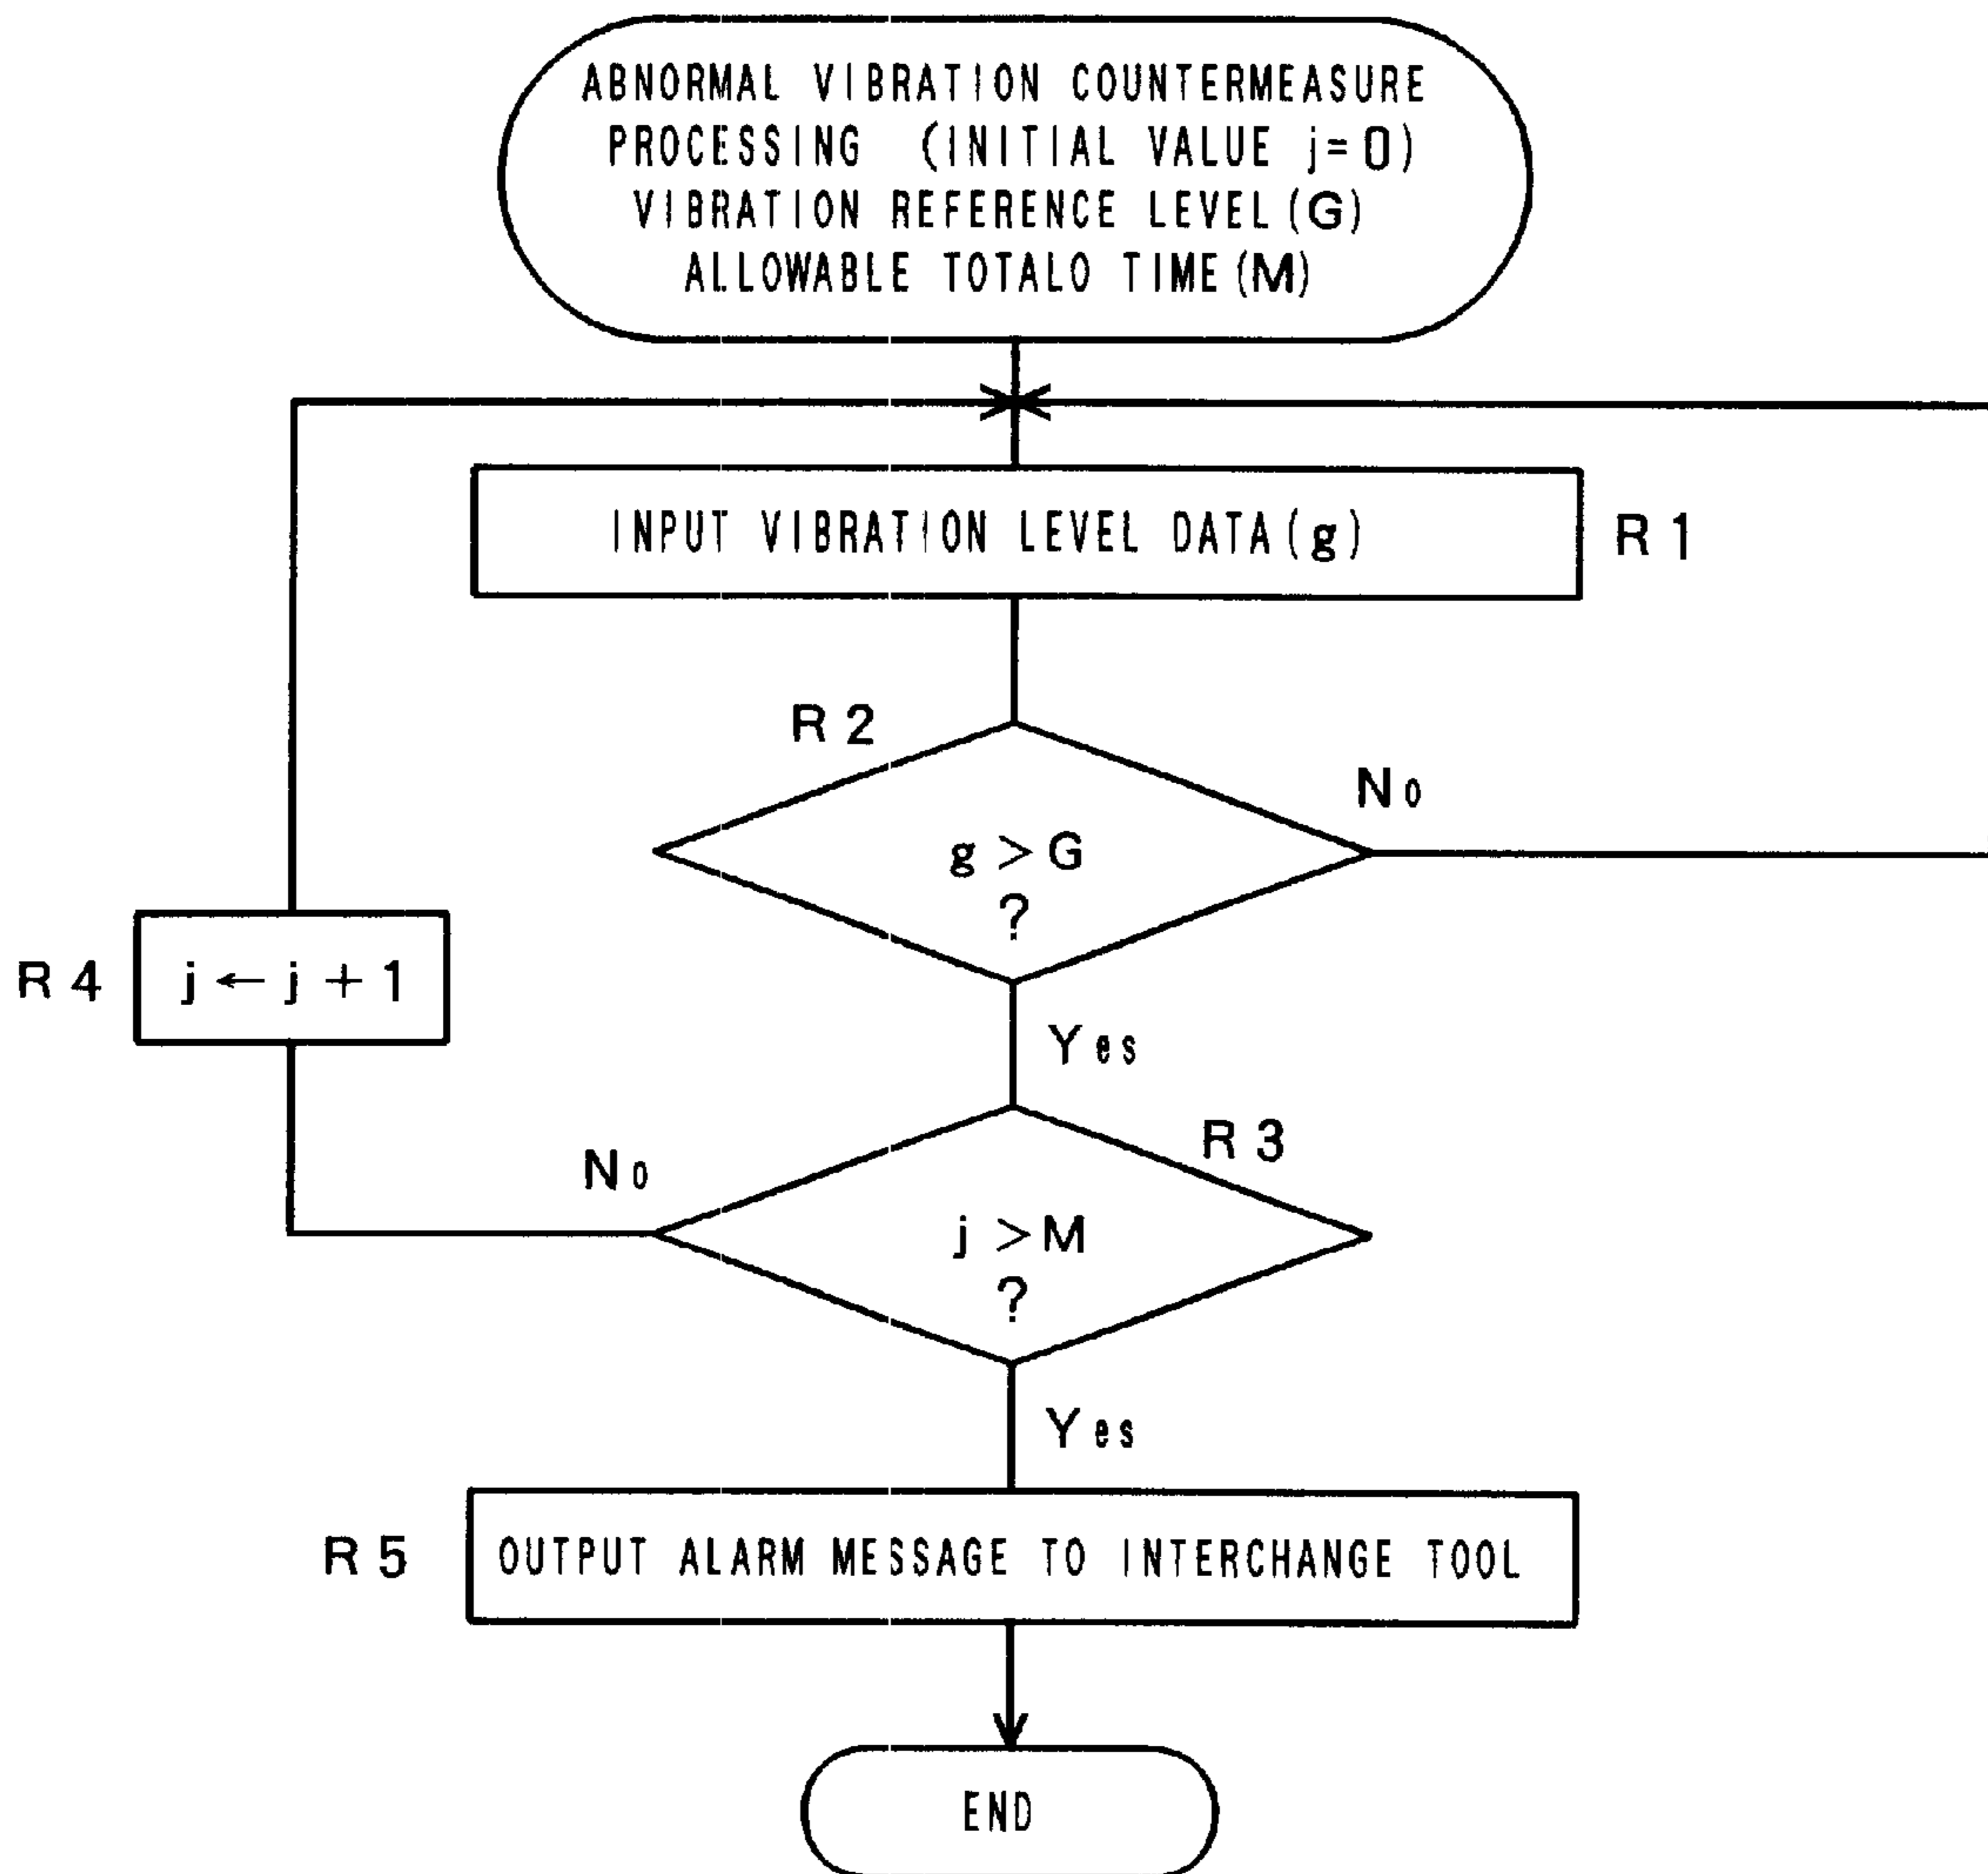 ABNORMAL VIBRATION COUNTERMEASURE
PROCESSING (INITIAL VALUE j=0)
VIBRATION REFERENCE LEVEL(G)
ALLOWABLE TOTALO TIME(M)
INPUT VIBRATION LEVEL DATA(g)
R1
R2
No
g>G
?
R4
j←j+1
Yes
R3
No
j>M
?
Yes
R5
OUTPUT ALARM MESSAGE TO INTERCHANGE TOOL
END